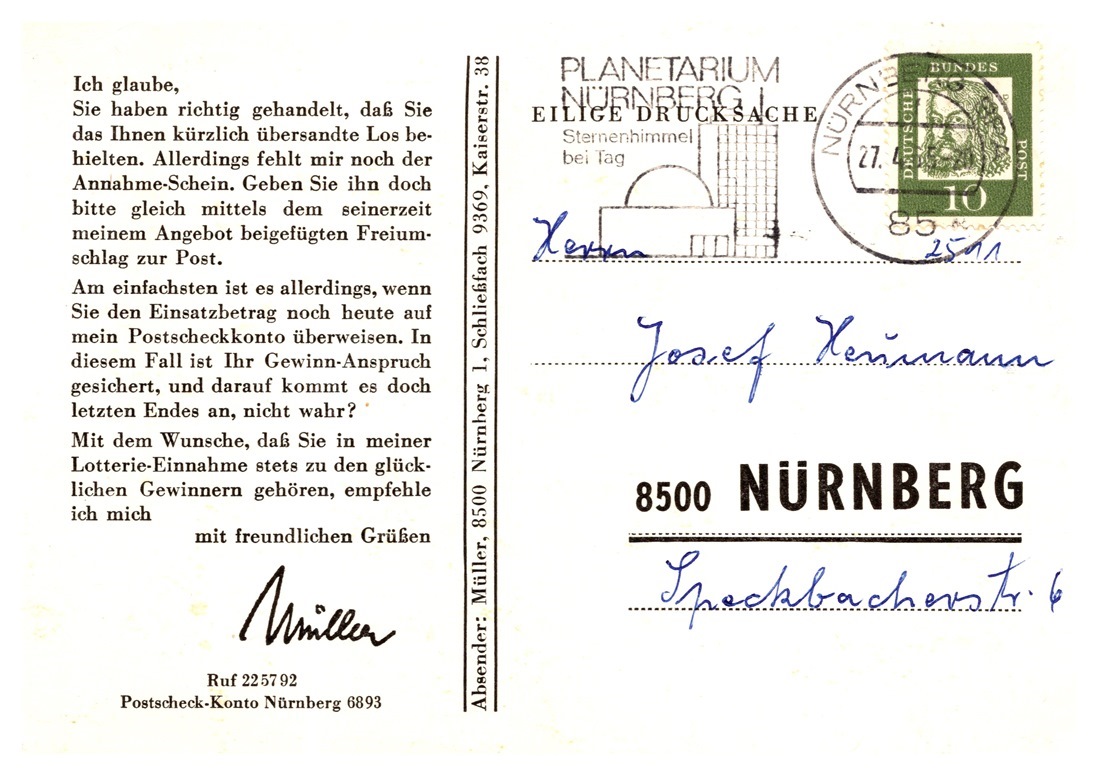 Ich glaube,
Sie haben richtig gehandelt, daß Sie
das Ihnen kürzlich übersandte Los be-
hielten. Allerdings fehlt mir noch der
Annahme-Schein. Geben Sie ihn doch
bitte gleich mittels dem seinerzeit
meinem Angebot beigefügten Freium-
schlag zur Post.
Am einfachsten ist es allerdings, wenn
Sie den Einsatzbetrag noch heute auf
mein Postscheckkonto überweisen. In
diesem Fall ist Ihr Gewinn-Anspruch
gesichert, und darauf kommt es doch
letzten Endes an, nicht wahr?
Mit dem Wunsche, daß Sie in meiner
Lotterie-Einnahme stets zu den glück-
lichen Gewinnern gehören, empfehle
ich mich
mit freundlichen Grüßen
Müller
Ruf 225792
Postscheck-Konto Nürnberg 6893
Absender: Müller, 8500 Nürnberg 1, Schließfach 9369, Kaiserstr. 38
PLANETARIUM
NÜRNBERG
EILIGE DRUCKSACHE
Sternenhimmel
bei Tag
NÜRNBERG
27. 4.
85
DEUTSCHE
BUNDES
POST
10
Herrn
2511
Josef Heumann
8500 NÜRNBERG
Speckbacherstr. 6